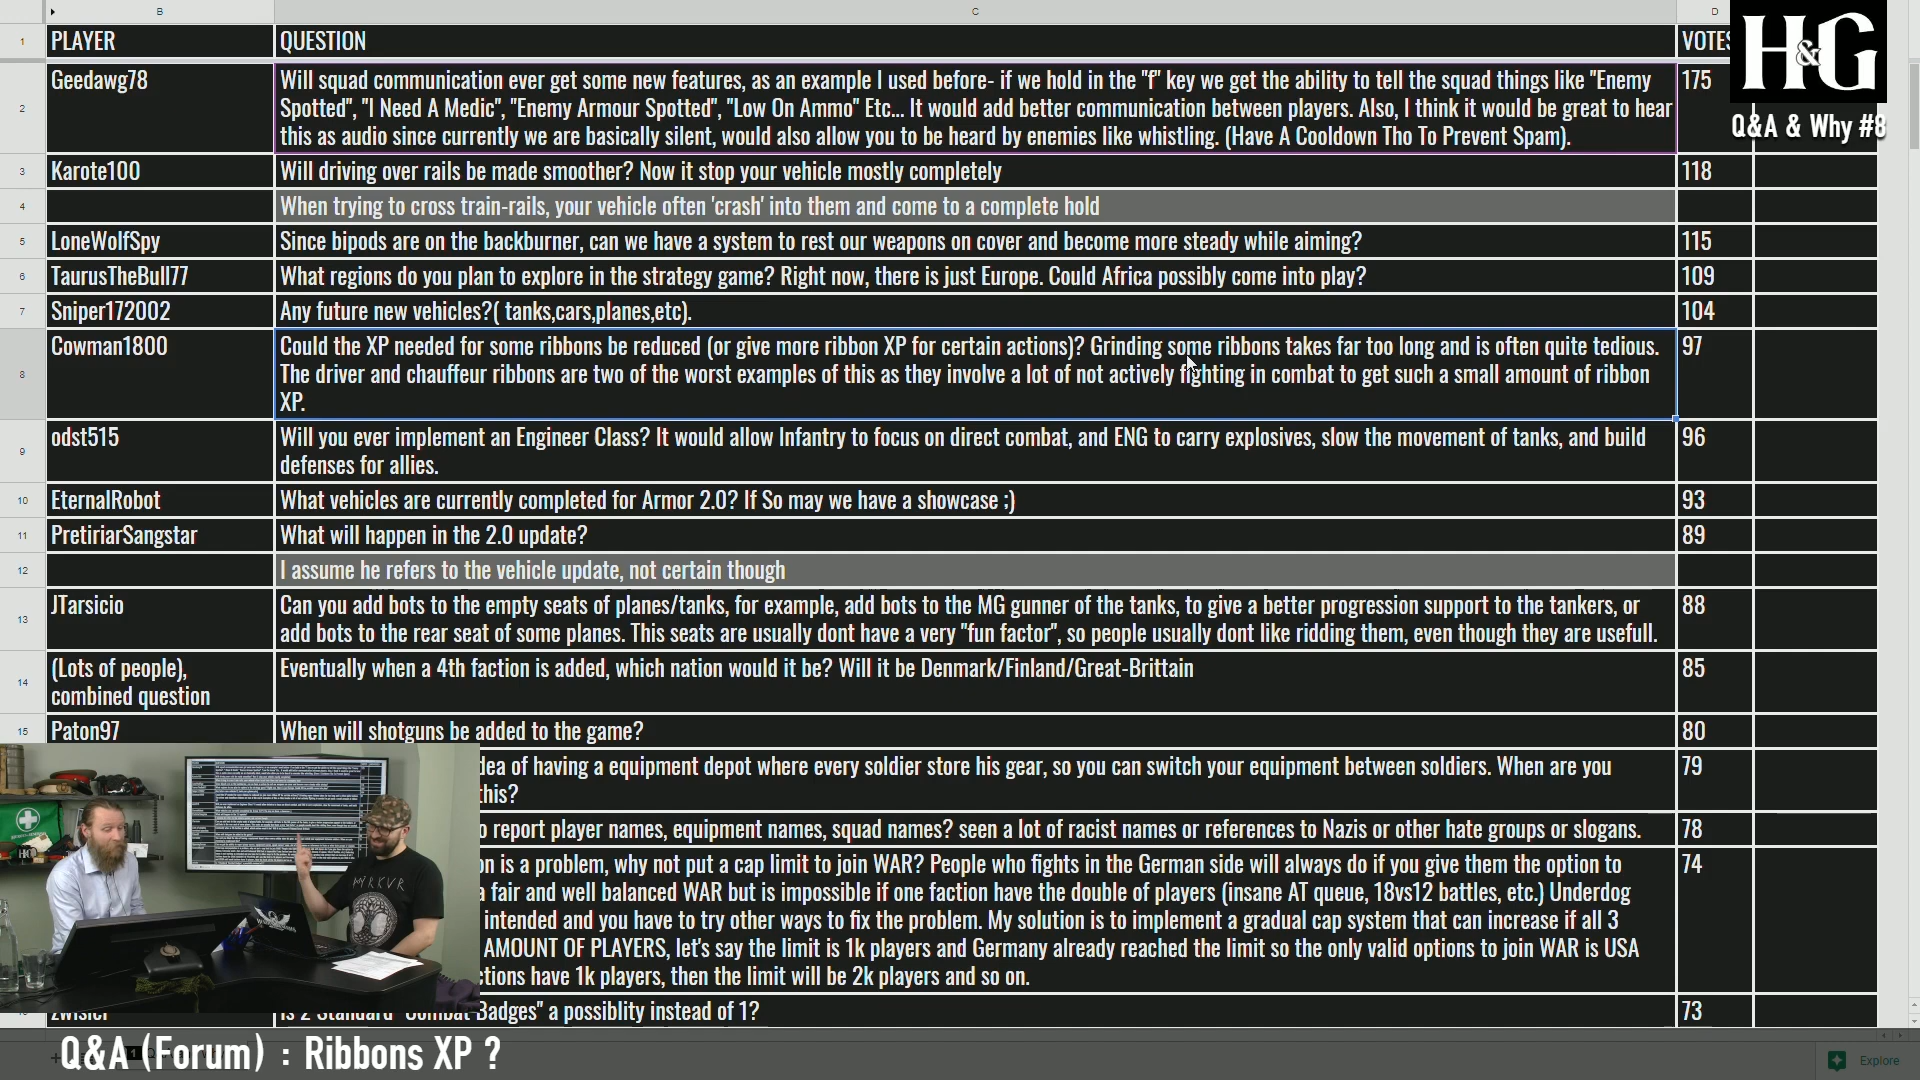 B C D
1 PLAYER QUESTION VOTES
H&G
Q&A & Why #8
2 Geedawg78 Will squad communication ever get some new features, as an example I used before- if we hold in the "f" key we get the ability to tell the squad things like "Enemy 175
Spotted", "I Need A Medic", "Enemy Armour Spotted", "Low On Ammo" Etc... It would add better communication between players. Also, I think it would be great to hear
this as audio since currently we are basically silent, would also allow you to be heard by enemies like whistling. (Have A Cooldown Tho To Prevent Spam).
3 Karote100 Will driving over rails be made smoother? Now it stop your vehicle mostly completely 118
4 When trying to cross train-rails, your vehicle often 'crash' into them and come to a complete hold
5 LoneWolfSpy Since bipods are on the backburner, can we have a system to rest our weapons on cover and become more steady while aiming? 115
6 TaurusTheBull77 What regions do you plan to explore in the strategy game? Right now, there is just Europe. Could Africa possibly come into play? 109
7 Sniper172002 Any future new vehicles?( tanks,cars,planes,etc). 104
8 Cowman1800 Could the XP needed for some ribbons be reduced (or give more ribbon XP for certain actions)? Grinding some ribbons takes far too long and is often quite tedious. 97
The driver and chauffeur ribbons are two of the worst examples of this as they involve a lot of not actively fighting in combat to get such a small amount of ribbon
XP.
9 odst515 Will you ever implement an Engineer Class? It would allow Infantry to focus on direct combat, and ENG to carry explosives, slow the movement of tanks, and build 96
defenses for allies.
10 EternalRobot What vehicles are currently completed for Armor 2.0? If So may we have a showcase ;) 93
11 PretiriarSangstar What will happen in the 2.0 update? 89
12 I assume he refers to the vehicle update, not certain though
13 JTarsicio Can you add bots to the empty seats of planes/tanks, for example, add bots to the MG gunner of the tanks, to give a better progression support to the tankers, or 88
add bots to the rear seat of some planes. This seats are usually dont have a very "fun factor", so people usually dont like ridding them, even though they are usefull.
14 (Lots of people), Eventually when a 4th faction is added, which nation would it be? Will it be Denmark/Finland/Great-Brittain 85
combined question
15 Paton97 When will shotguns be added to the game? 80
dea of having a equipment depot where every soldier store his gear, so you can switch your equipment between soldiers. When are you 79
this?
o report player names, equipment names, squad names? seen a lot of racist names or references to Nazis or other hate groups or slogans. 78
on is a problem, why not put a cap limit to join WAR? People who fights in the German side will always do if you give them the option to 74
a fair and well balanced WAR but is impossible if one faction have the double of players (insane AT queue, 18vs12 battles, etc.) Underdog
intended and you have to try other ways to fix the problem. My solution is to implement a gradual cap system that can increase if all 3
AMOUNT OF PLAYERS, let's say the limit is 1k players and Germany already reached the limit so the only valid options to join WAR is USA
ctions have 1k players, then the limit will be 2k players and so on.
Is 2 Standard "Combat Badges" a possiblity instead of 1? 73
MYRKUR
Q&A (Forum) : Ribbons XP ?
Explore